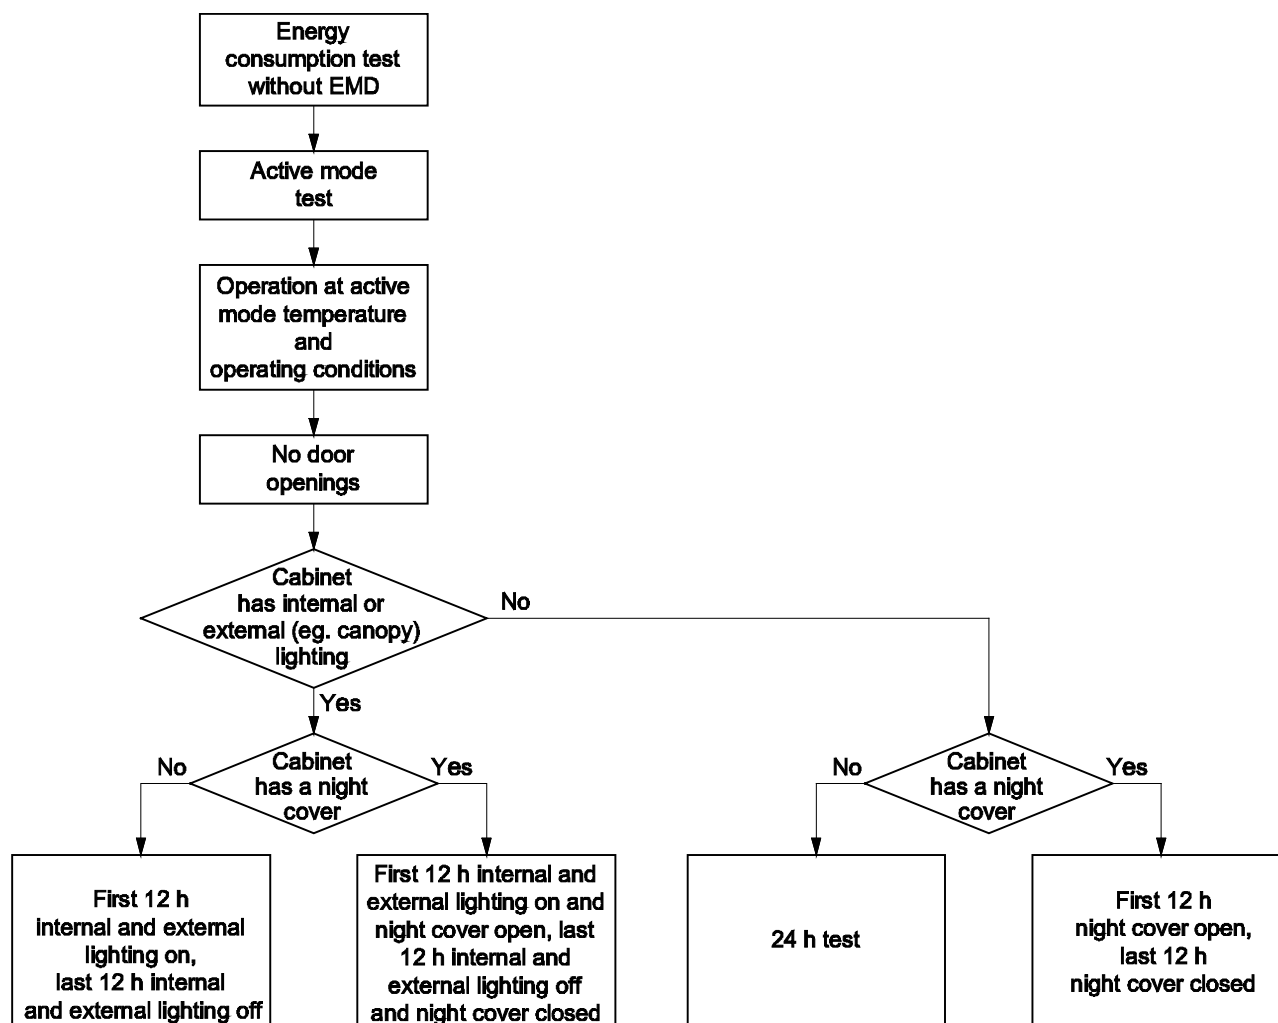 Energy
consumption test
without EMD
Active mode
test
Operation at active
mode temperature
and
operating conditions
No door
openings
Cabinet
has internal or
external (eg. canopy)
lighting
No
Yes
No
Cabinet
has a night
cover
Yes
No
Cabinet
has a night
cover
Yes
First 12 h
internal and external
lighting on,
last 12 h internal
and external lighting off
First 12 h internal and
external lighting on and
night cover open, last
12 h internal and
external lighting off
and night cover closed
24 h test
First 12 h
night cover open,
last 12 h
night cover closed